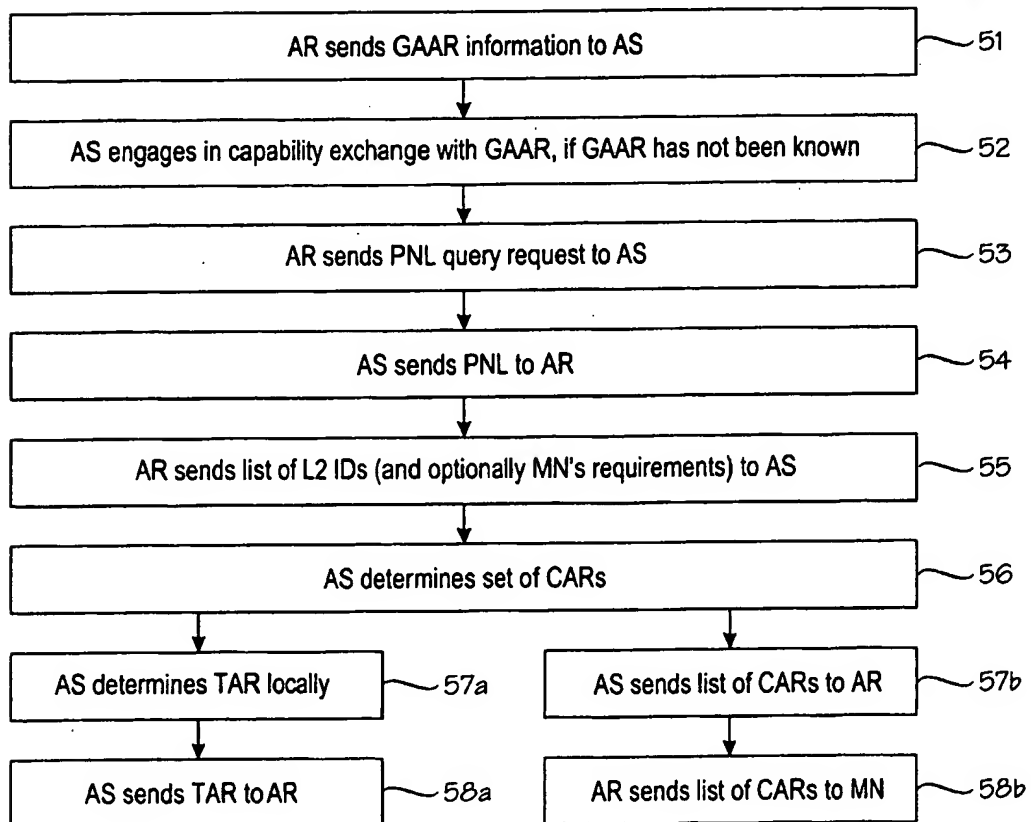 AR sends GAAR information to AS
51
AS engages in capability exchange with GAAR, if GAAR has not been known
52
AR sends PNL query request to AS
53
AS sends PNL to AR
54
AR sends list of L2 IDs (and optionally MN's requirements) to AS
55
AS determines set of CARs
56
AS determines TAR locally
57a
AS sends list of CARs to AR
57b
AS sends TAR to AR
58a
AR sends list of CARs to MN
58b